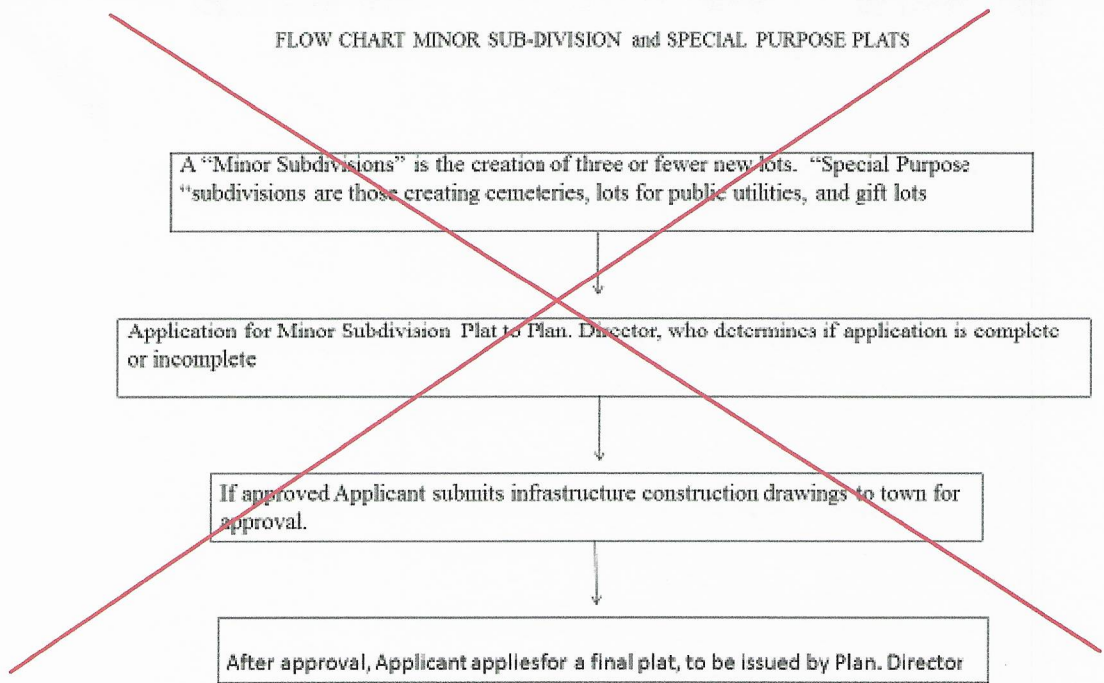 FLOW CHART MINOR SUB-DIVISION and SPECIAL PURPOSE PLATS
A “Minor Subdivisions” is the creation of three or fewer new lots. “Special Purpose
“subdivisions are those creating cemeteries, lots for public utilities, and gift lots
Application for Minor Subdivision Plat to Plan. Director, who determines if application is complete
or incomplete
If approved Applicant submits infrastructure construction drawings to town for
approval.
After approval, Applicant appliesfor a final plat, to be issued by Plan. Director